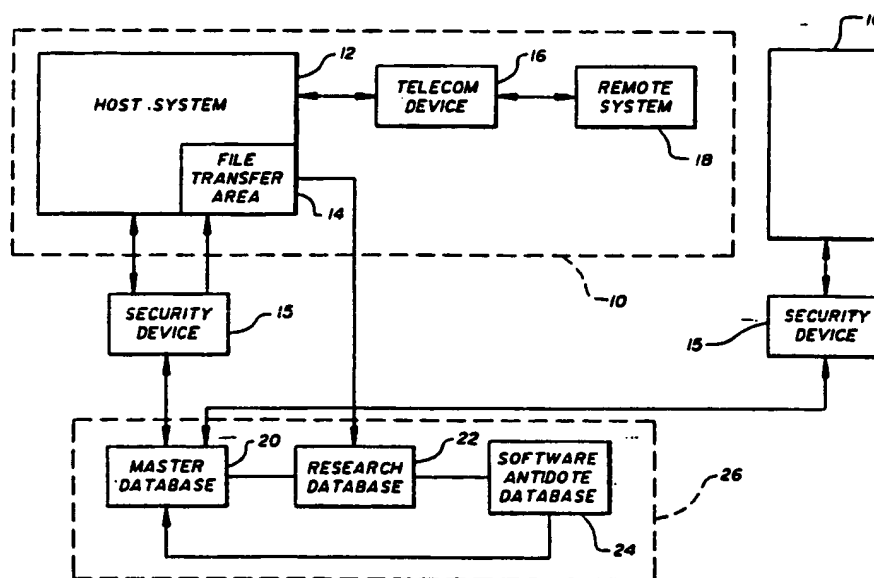 12
HOST SYSTEM
FILE
TRANSFER
AREA
14
TELECOM
DEVICE
16
REMOTE
SYSTEM
18
10
SECURITY
DEVICE
15
15
SECURITY
DEVICE
MASTER
DATABASE
20
RESEARCH
DATABASE
22
SOFTWARE
ANTIDOTE
DATABASE
24
26